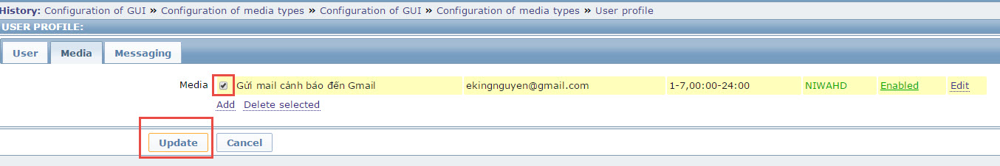 History: Configuration of GUI » Configuration of media types » Configuration of GUI » Configuration of media types » User profile
USER PROFILE:
User Media Messaging
Media Gửi mail cảnh báo đến Gmail ekingnguyen@gmail.com 1-7,00:00-24:00 NIWAHD Enabled Edit
Add Delete selected
Update Cancel